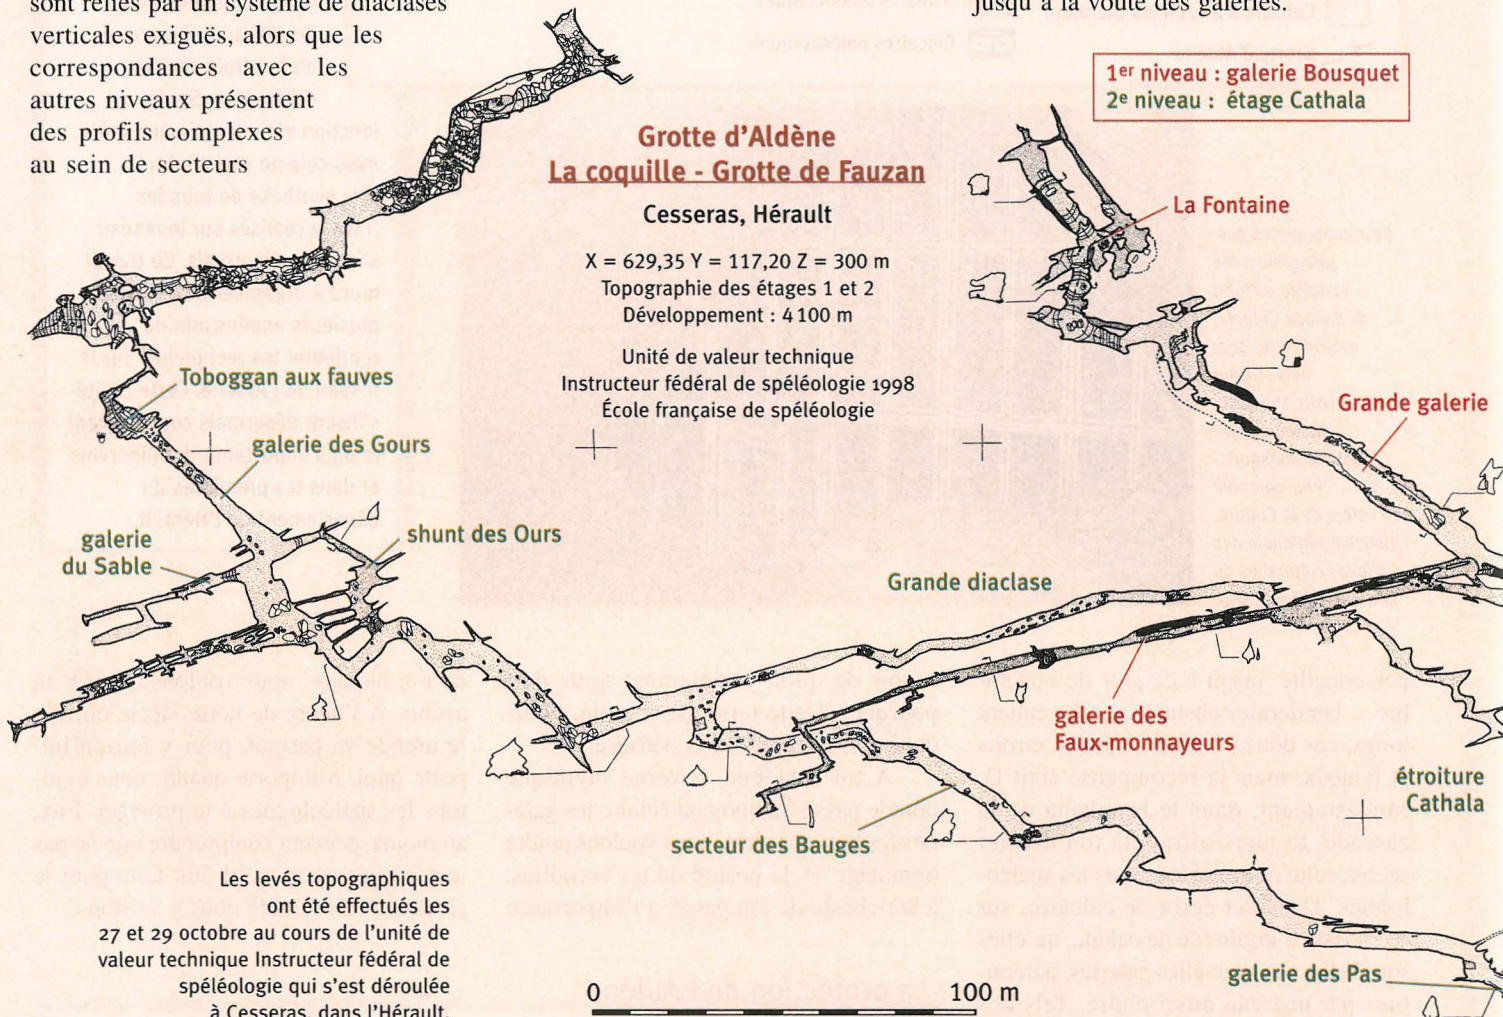 sont reliés par un système de diaclases
verticales exiguës, alors que les
correspondances avec les
autres niveaux présentent
des profils complexes
au sein de secteurs
jusqu'à la voûte des galeries.
1er niveau : galerie Bousquet
2e niveau : étage Cathala
Grotte d'Aldène
La coquille - Grotte de Fauzan
Cesseras, Hérault
X = 629,35 Y = 117,20 Z = 300 m
Topographie des étages 1 et 2
Développement : 4 100 m
Unité de valeur technique
Instructeur fédéral de spéléologie 1998
École française de spéléologie
La Fontaine
Toboggan aux fauves
Grande galerie
galerie des Gours
shunt des Ours
galerie
du Sable
Grande diaclase
galerie des
Faux-monnayeurs
étroiture
Cathala
secteur des Bauges
Les levés topographiques
ont été effectués les
27 et 29 octobre au cours de l'unité de
valeur technique Instructeur fédéral de
spéléologie qui s'est déroulée
à Cesseras, dans l'Hérault.
galerie des Pas
0 100 m